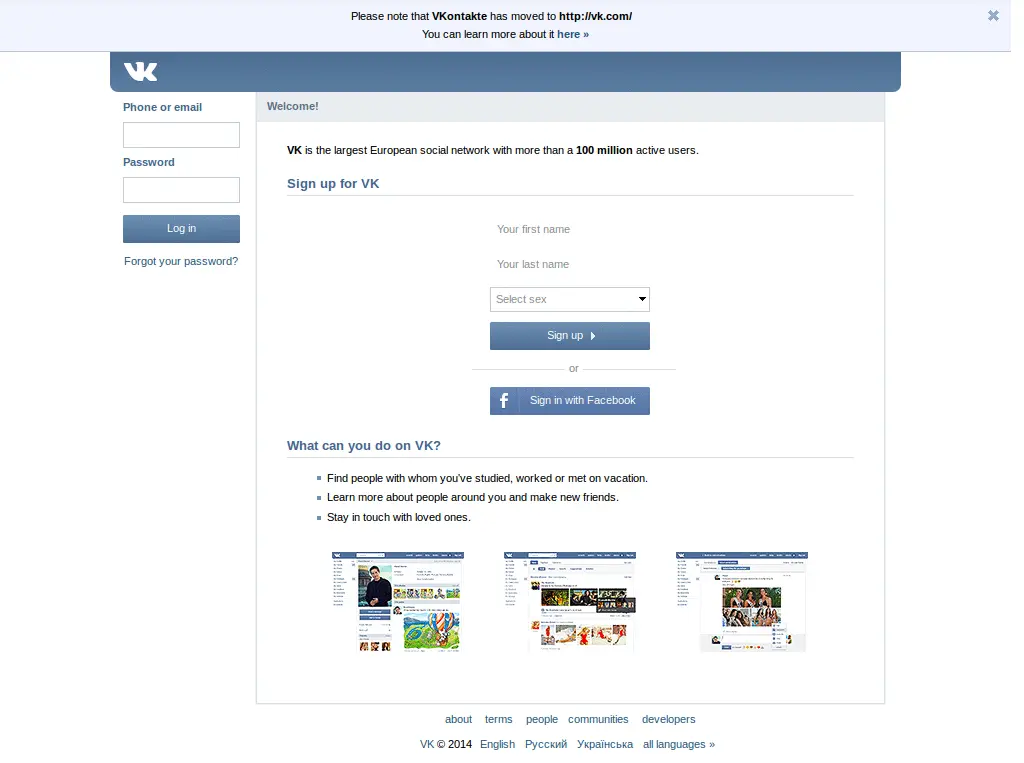 Please note that VKontakte has moved to http://vk.com/
You can learn more about it here »
Phone or email
Password
Log in
Forgot your password?
Welcome!
VK is the largest European social network with more than a 100 million active users.
Sign up for VK
Your first name
Your last name
Select sex
Sign up
or
Sign in with Facebook
What can you do on VK?
Find people with whom you've studied, worked or met on vacation.
Learn more about people around you and make new friends.
Stay in touch with loved ones.
about terms people communities developers
VK © 2014 English Русский Українська all languages »